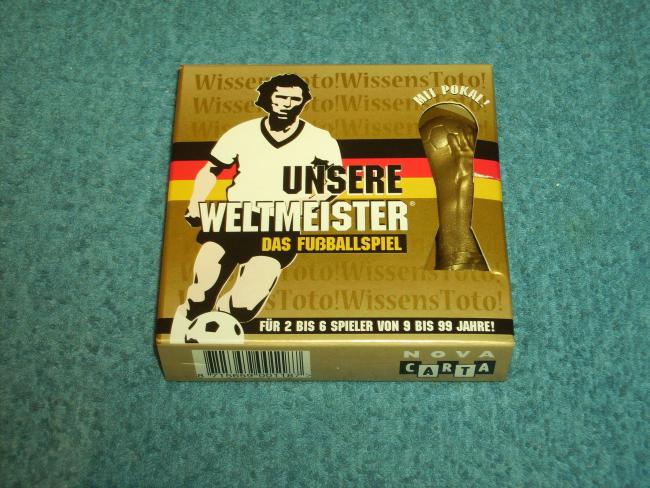 WissensToto!WissensToto!
MIT POKAL!
UNSERE
WELTMEISTER®
DAS FUßBALLSPIEL
WissensToto!
sToto!WissensToto!
FÜR 2 BIS 6 SPIELER VON 9 BIS 99 JAHRE!
NOVA
CARTA